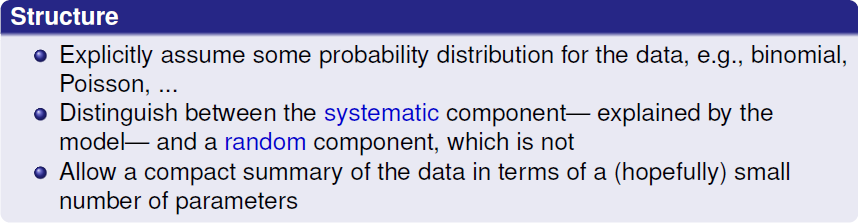 Structure
Explicitly assume some probability distribution for the data, e.g., binomial,
Poisson, ...
Distinguish between the systematic component— explained by the
model— and a random component, which is not
Allow a compact summary of the data in terms of a (hopefully) small
number of parameters